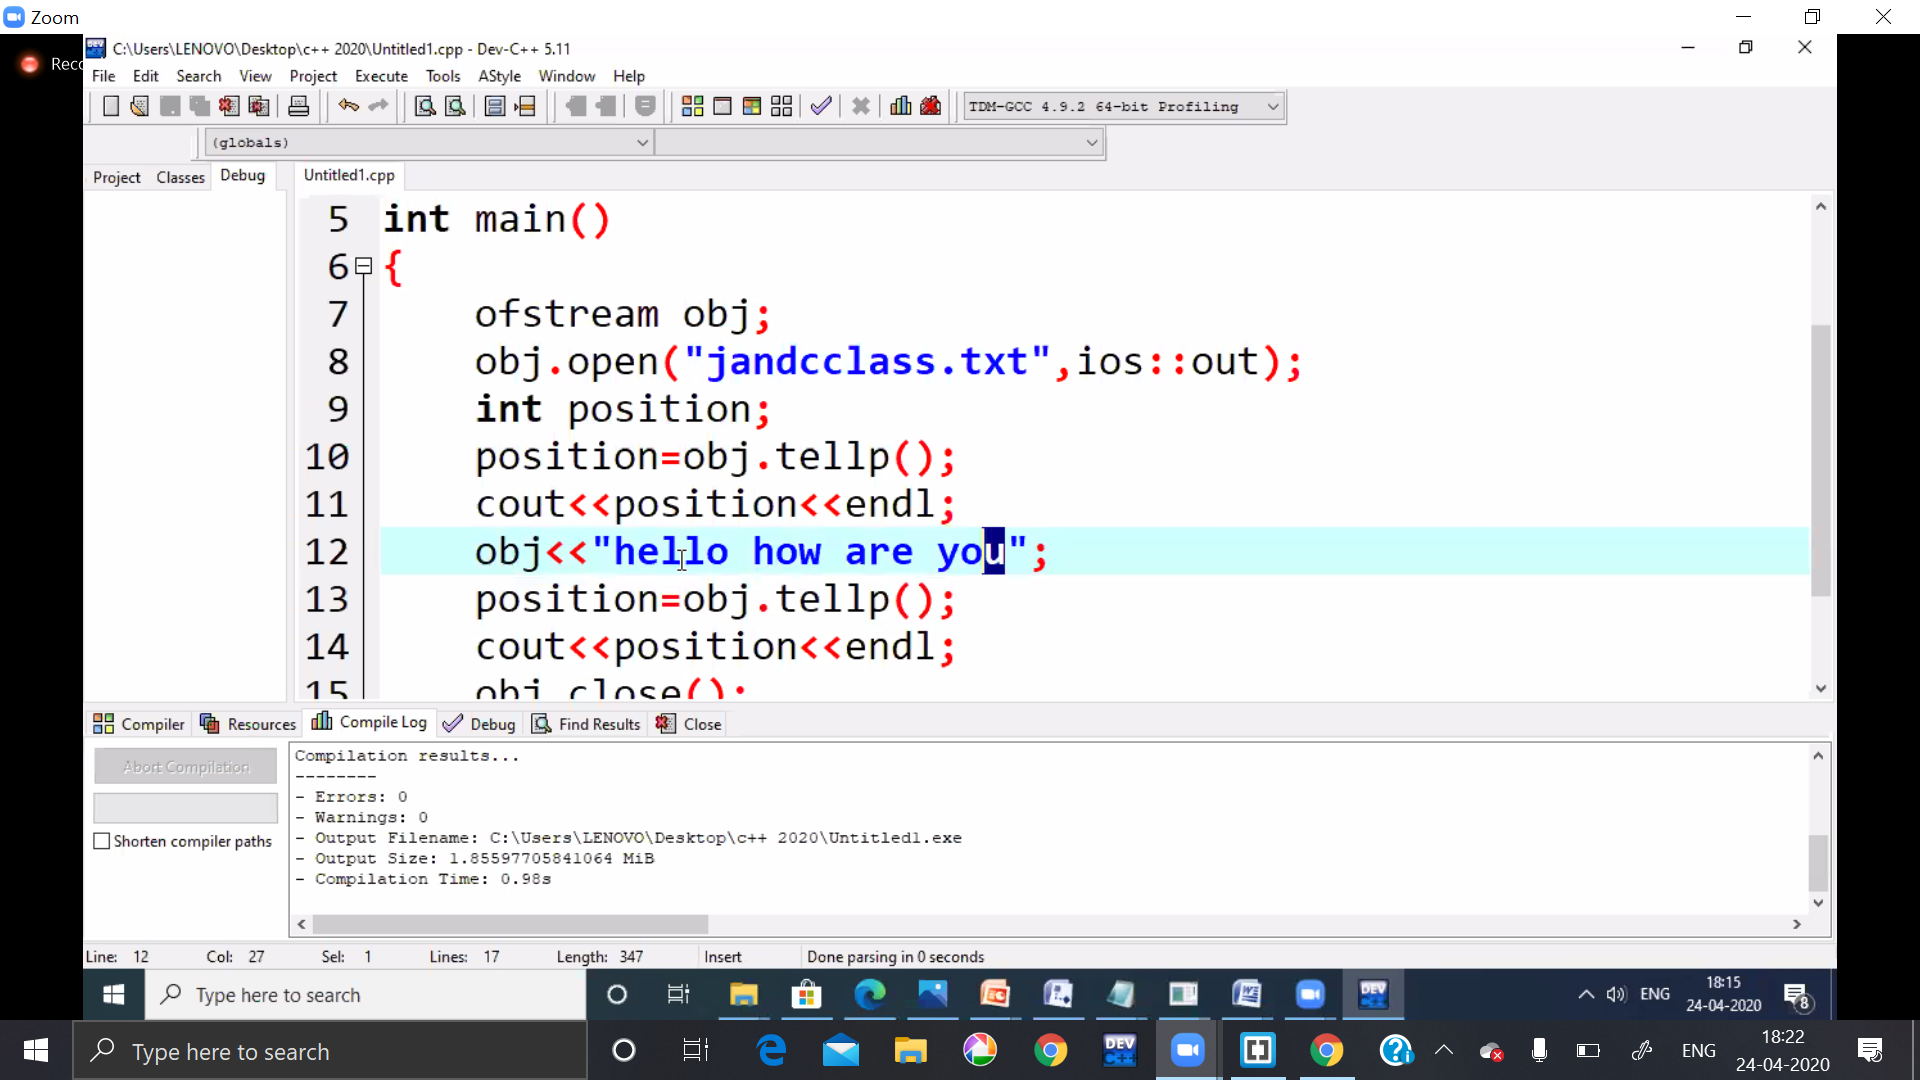 Zoom
Reco
C:\Users\LENOVO\Desktop\c++ 2020\Untitled1.cpp - Dev-C++ 5.11
File Edit Search View Project Execute Tools AStyle Window Help
TDM-GCC 4.9.2 64-bit Profiling
(globals)
Project Classes Debug Untitled1.cpp
5 int main()
6 {
7 ofstream obj;
8 obj.open("jandcclass.txt",ios::out);
9 int position;
10 position=obj.tellp();
11 cout<<position<<endl;
12 obj<<"hello how are you";
13 position=obj.tellp();
14 cout<<position<<endl;
15 obj.close();
Compiler Resources Compile Log Debug Find Results Close
Abort Compilation
Shorten compiler paths
Compilation results...
--------
- Errors: 0
- Warnings: 0
- Output Filename: C:\Users\LENOVO\Desktop\c++ 2020\Untitled1.exe
- Output Size: 1.85597705841064 MiB
- Compilation Time: 0.98s
Line: 12 Col: 27 Sel: 1 Lines: 17 Length: 347 Insert Done parsing in 0 seconds
Type here to search
DEV
ENG
18:15
24-04-2020
8
Type here to search
DEV
C++
ENG
18:22
24-04-2020